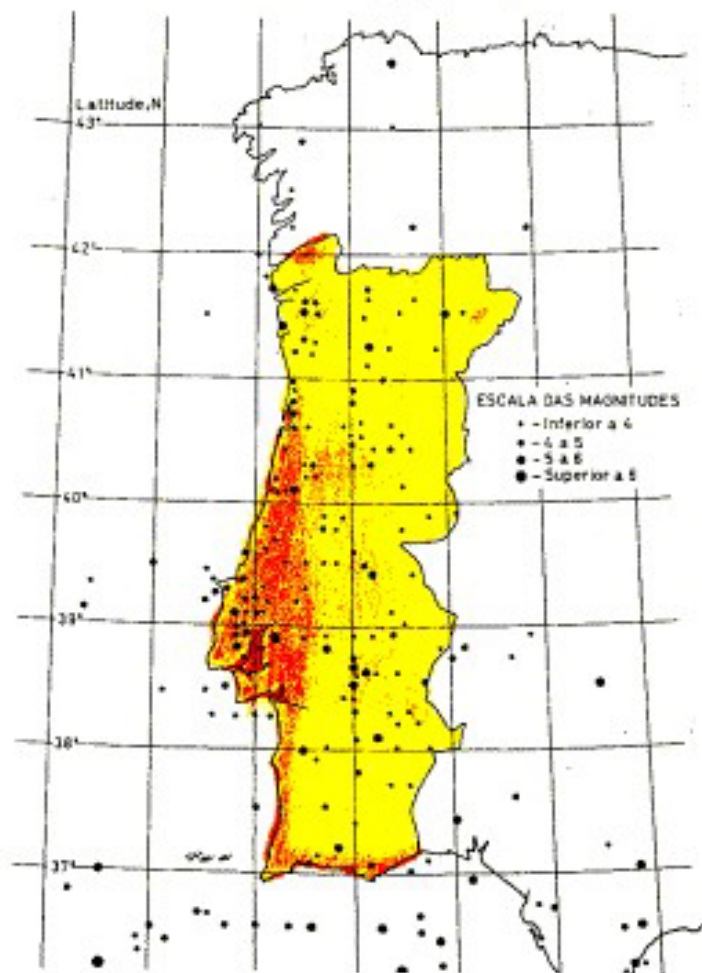 Latitude,N
43°
42°
41°
ESCALA DAS MAGNITUDES
- Inferior a 4
- 4 a 5
- 5 a 6
- Superior a 6
40°
39°
38°
37°